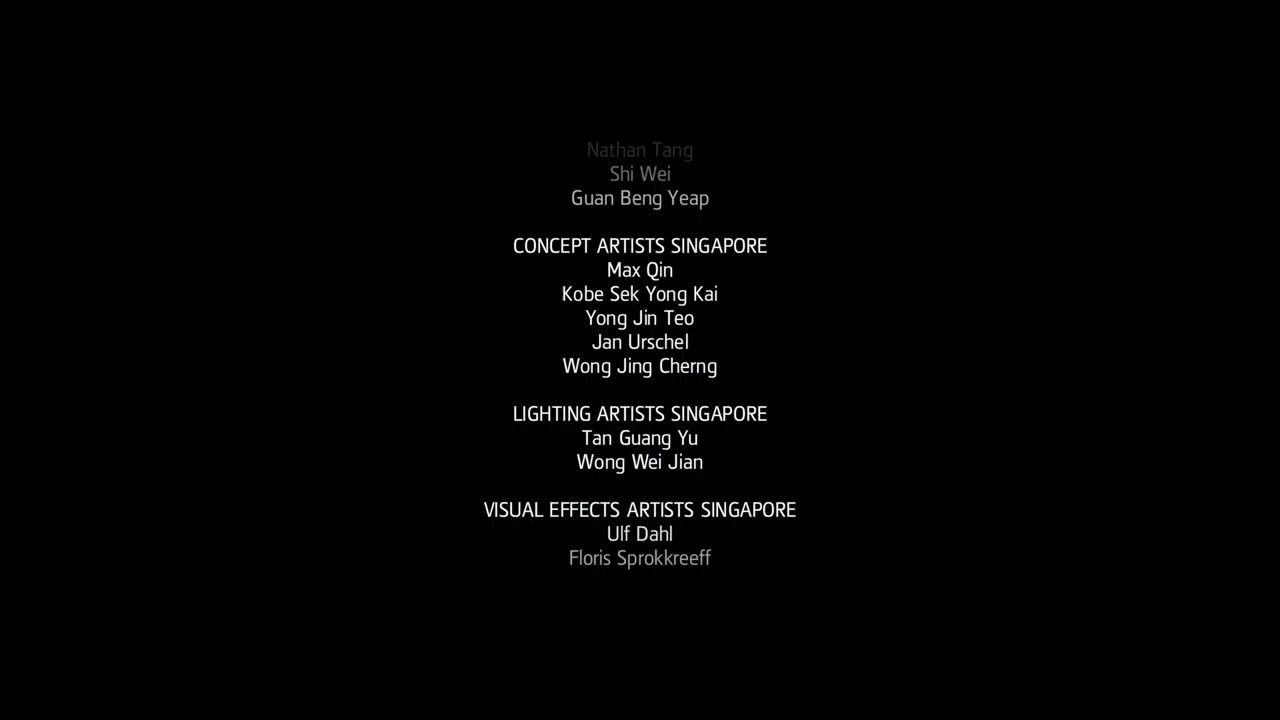 Nathan Tang
Shi Wei
Guan Beng Yeap
CONCEPT ARTISTS SINGAPORE
Max Qin
Kobe Sek Yong Kai
Yong Jin Teo
Jan Urschel
Wong Jing Cherng
LIGHTING ARTISTS SINGAPORE
Tan Guang Yu
Wong Wei Jian
VISUAL EFFECTS ARTISTS SINGAPORE
Ulf Dahl
Floris Sprokkreeff